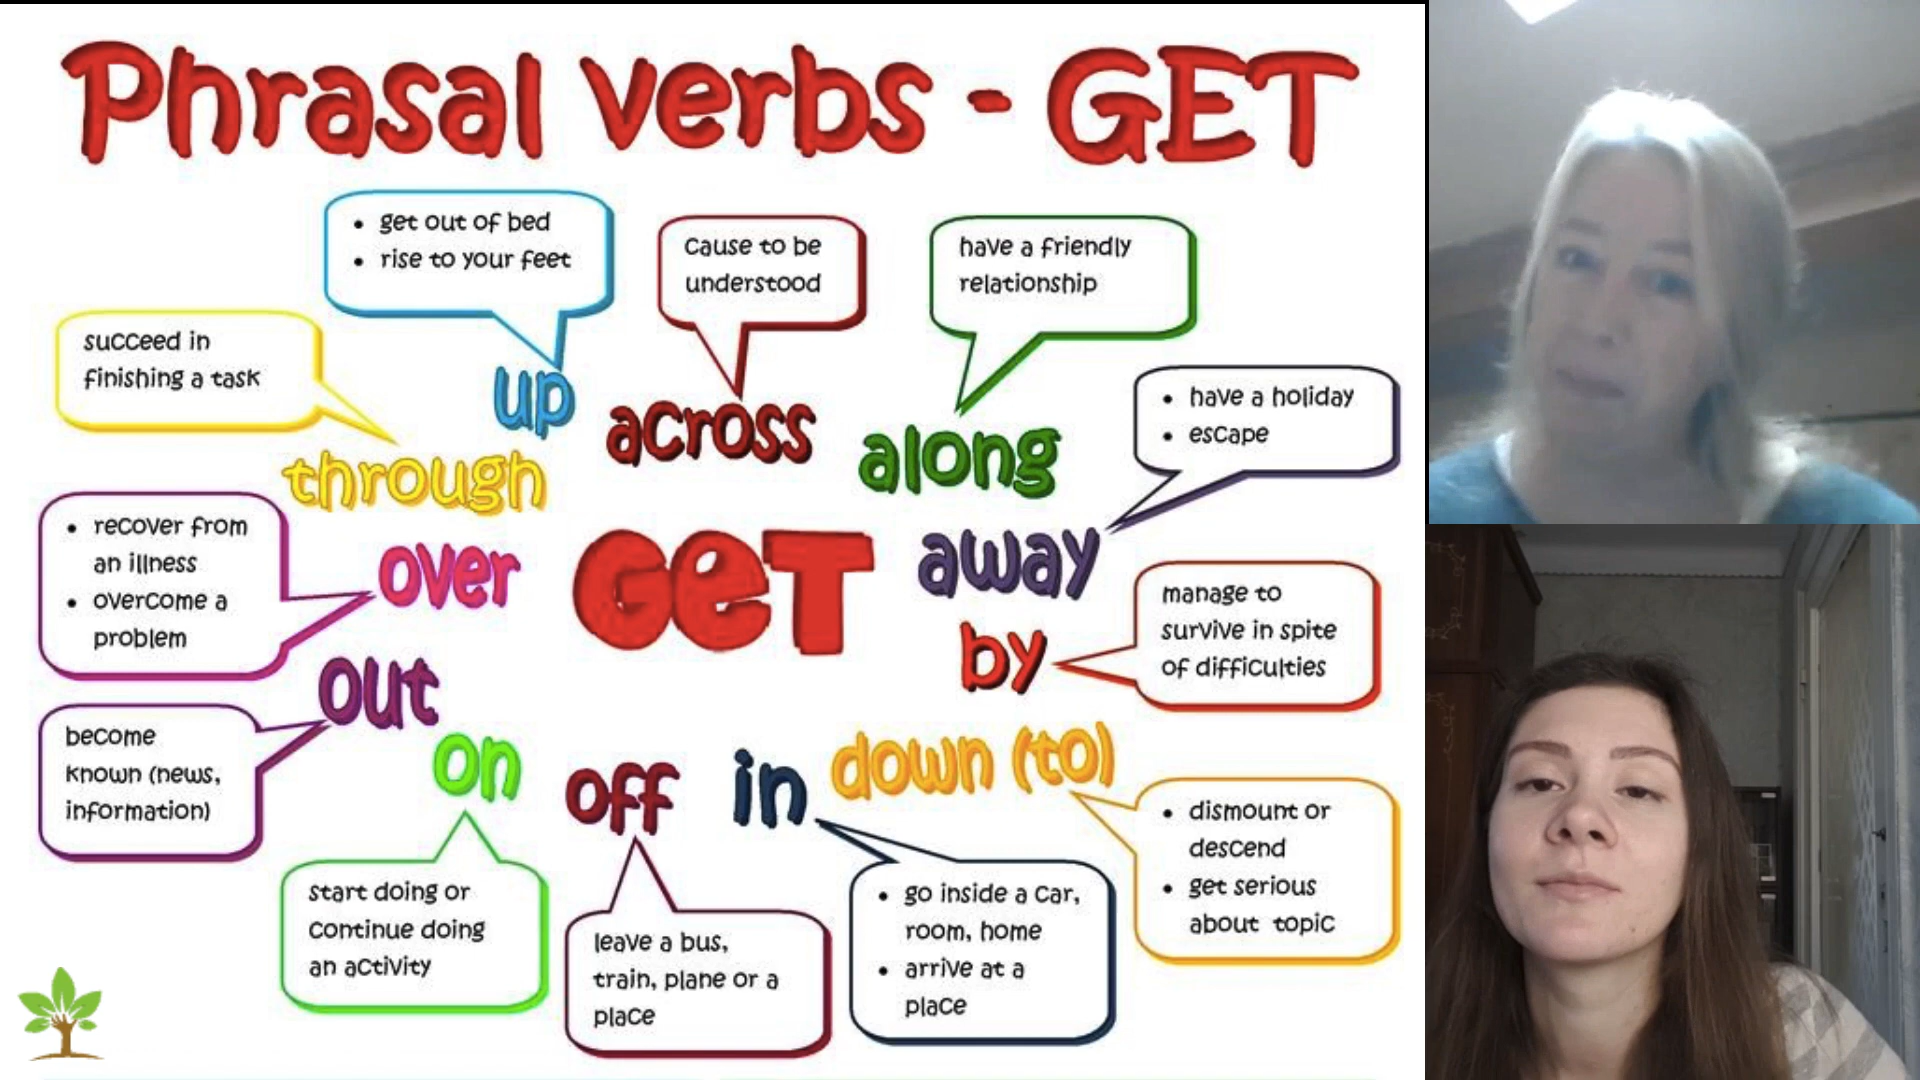 Phrasal verbs - GET
• get out of bed
• rise to your feet
up
cause to be
understood
across
have a friendly
relationship
along
• have a holiday
• escape
away
manage to
survive in spite
of difficulties
by
• dismount or
descend
• get serious
about topic
down (to)
• go inside a car,
room, home
• arrive at a
place
in
leave a bus,
train, plane or a
place
off
start doing or
continue doing
an activity
on
become
known (news,
information)
out
• recover from
an illness
• overcome a
problem
over
succeed in
finishing a task
through
GET